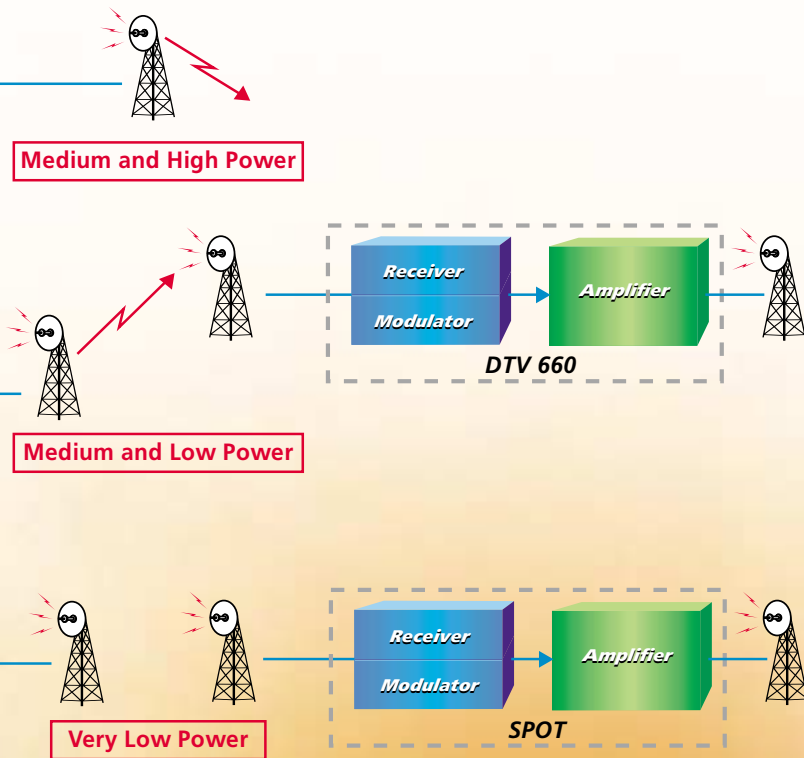 Medium and High Power
Receiver
Modulator
Amplifier
DTV 660
Medium and Low Power
Receiver
Modulator
Amplifier
SPOT
Very Low Power